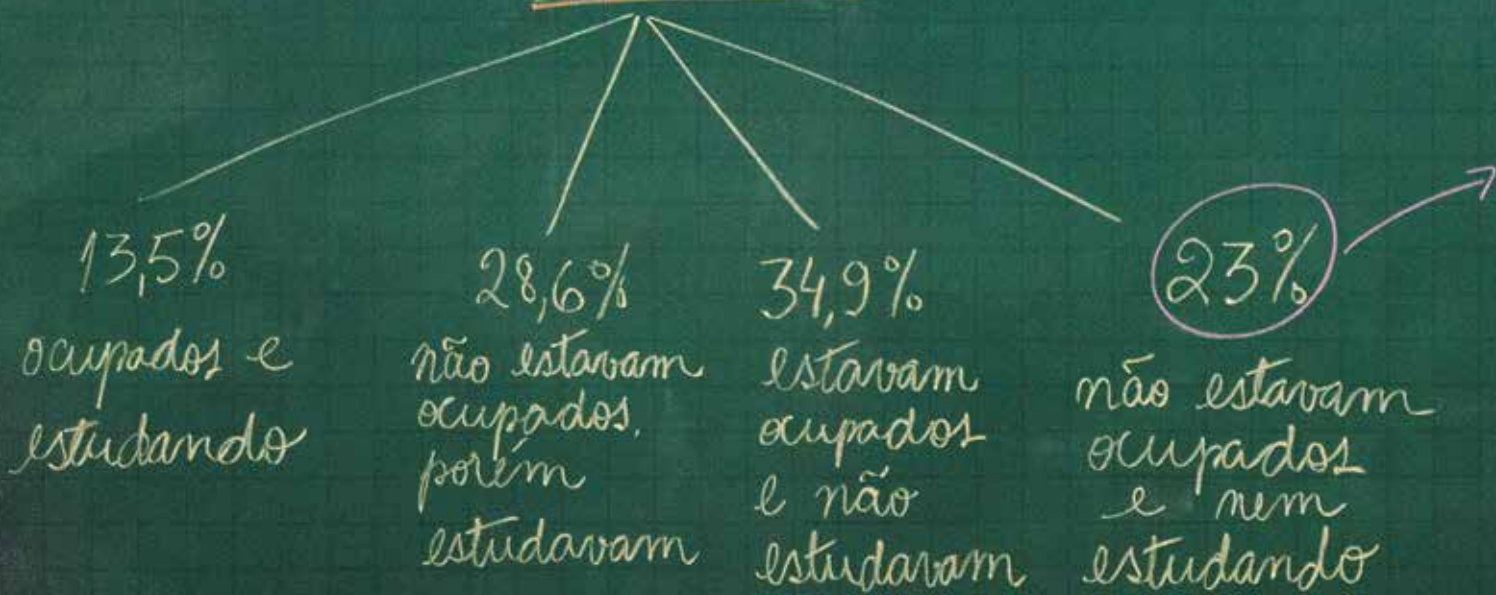 13,5%
ocupados e
estudando
28,6%
não estavam
ocupados,
porém
estudavam
34,9%
estavam
ocupados
e não
estudavam
23%
não estavam
ocupados
e nem
estudando